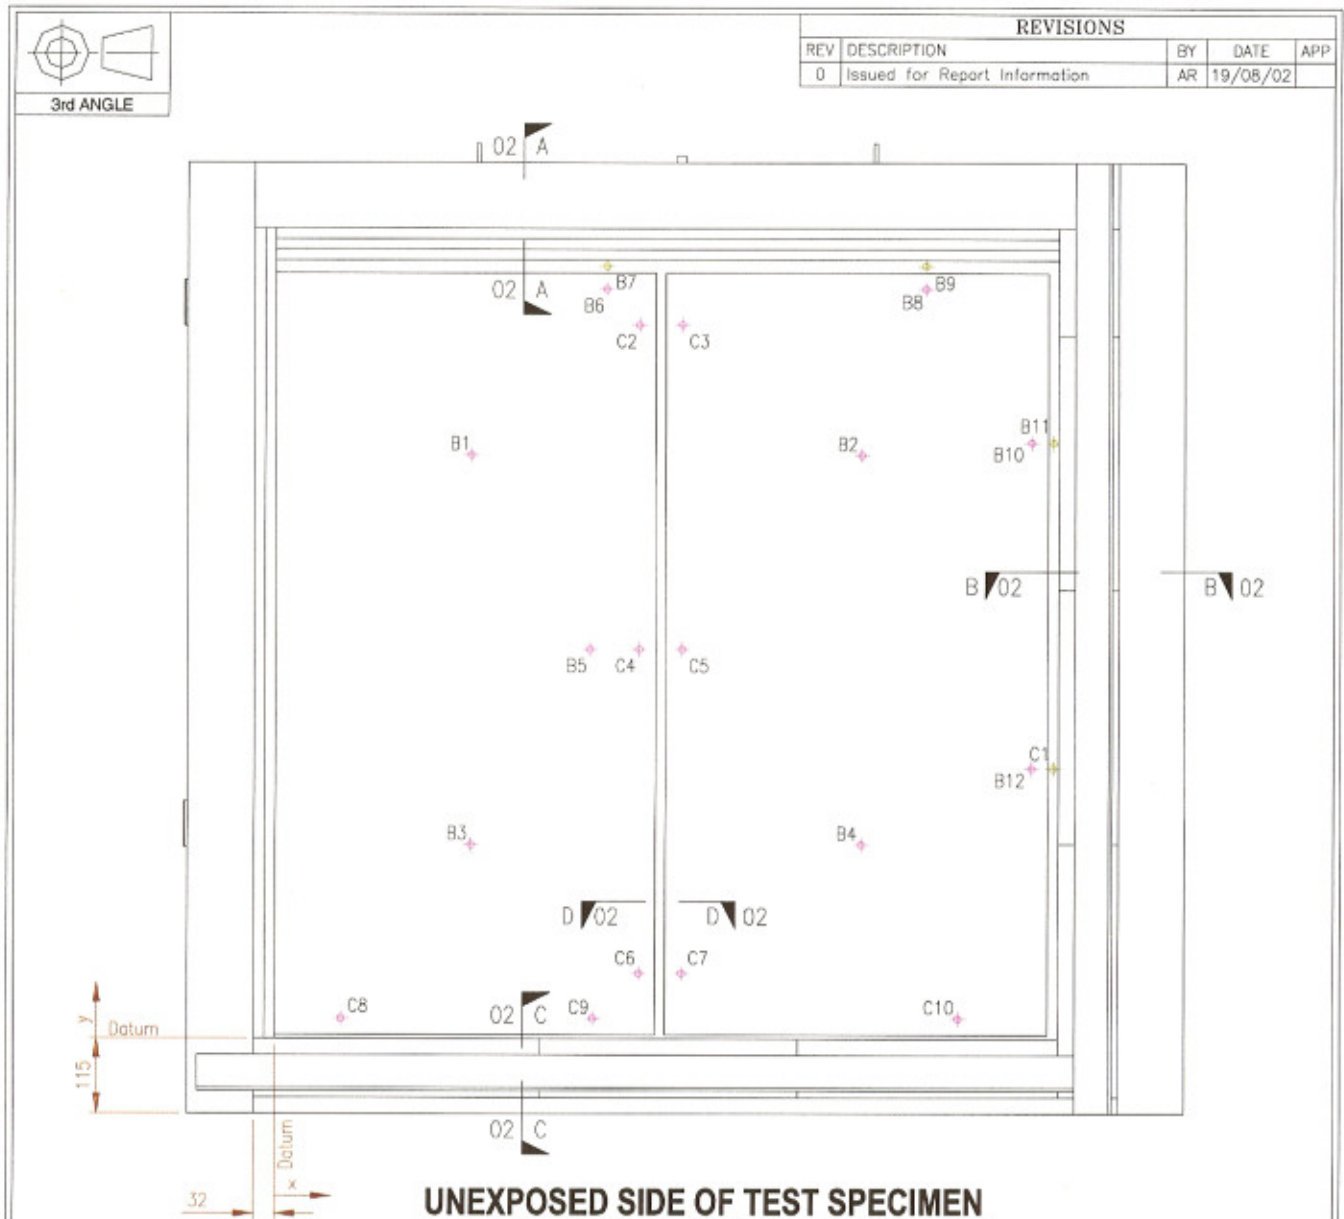 3rd ANGLE
REVISIONS
REV DESCRIPTION BY DATE APP
0 Issued for Report Information AR 19/08/02
02 A
02 A
B7
B6
B9
B8
C2
C3
B1
B2
B11
B10
B 02
B 02
B5
C4
C5
C1
B12
B3
B4
D 02
D 02
C6
C7
C8
02 C
C9
C10
y
Datum
115
02 C
Datum
x
32
UNEXPOSED SIDE OF TEST SPECIMEN